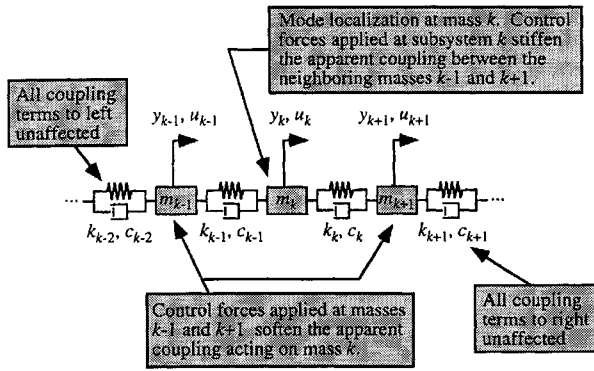 Mode localization at mass k. Control
forces applied at subsystem k stiffen
the apparent coupling between the
neighboring masses k-1 and k+1.
All coupling
terms to left
unaffected
y_{k-1}, u_{k-1}
y_k, u_k
y_{k+1}, u_{k+1}
... m_{k-1} m_k m_{k+1} ...
k_{k-2}, c_{k-2}
k_{k-1}, c_{k-1}
k_k, c_k
k_{k+1}, c_{k+1}
Control forces applied at masses
k-1 and k+1 soften the apparent
coupling acting on mass k.
All coupling
terms to right
unaffected